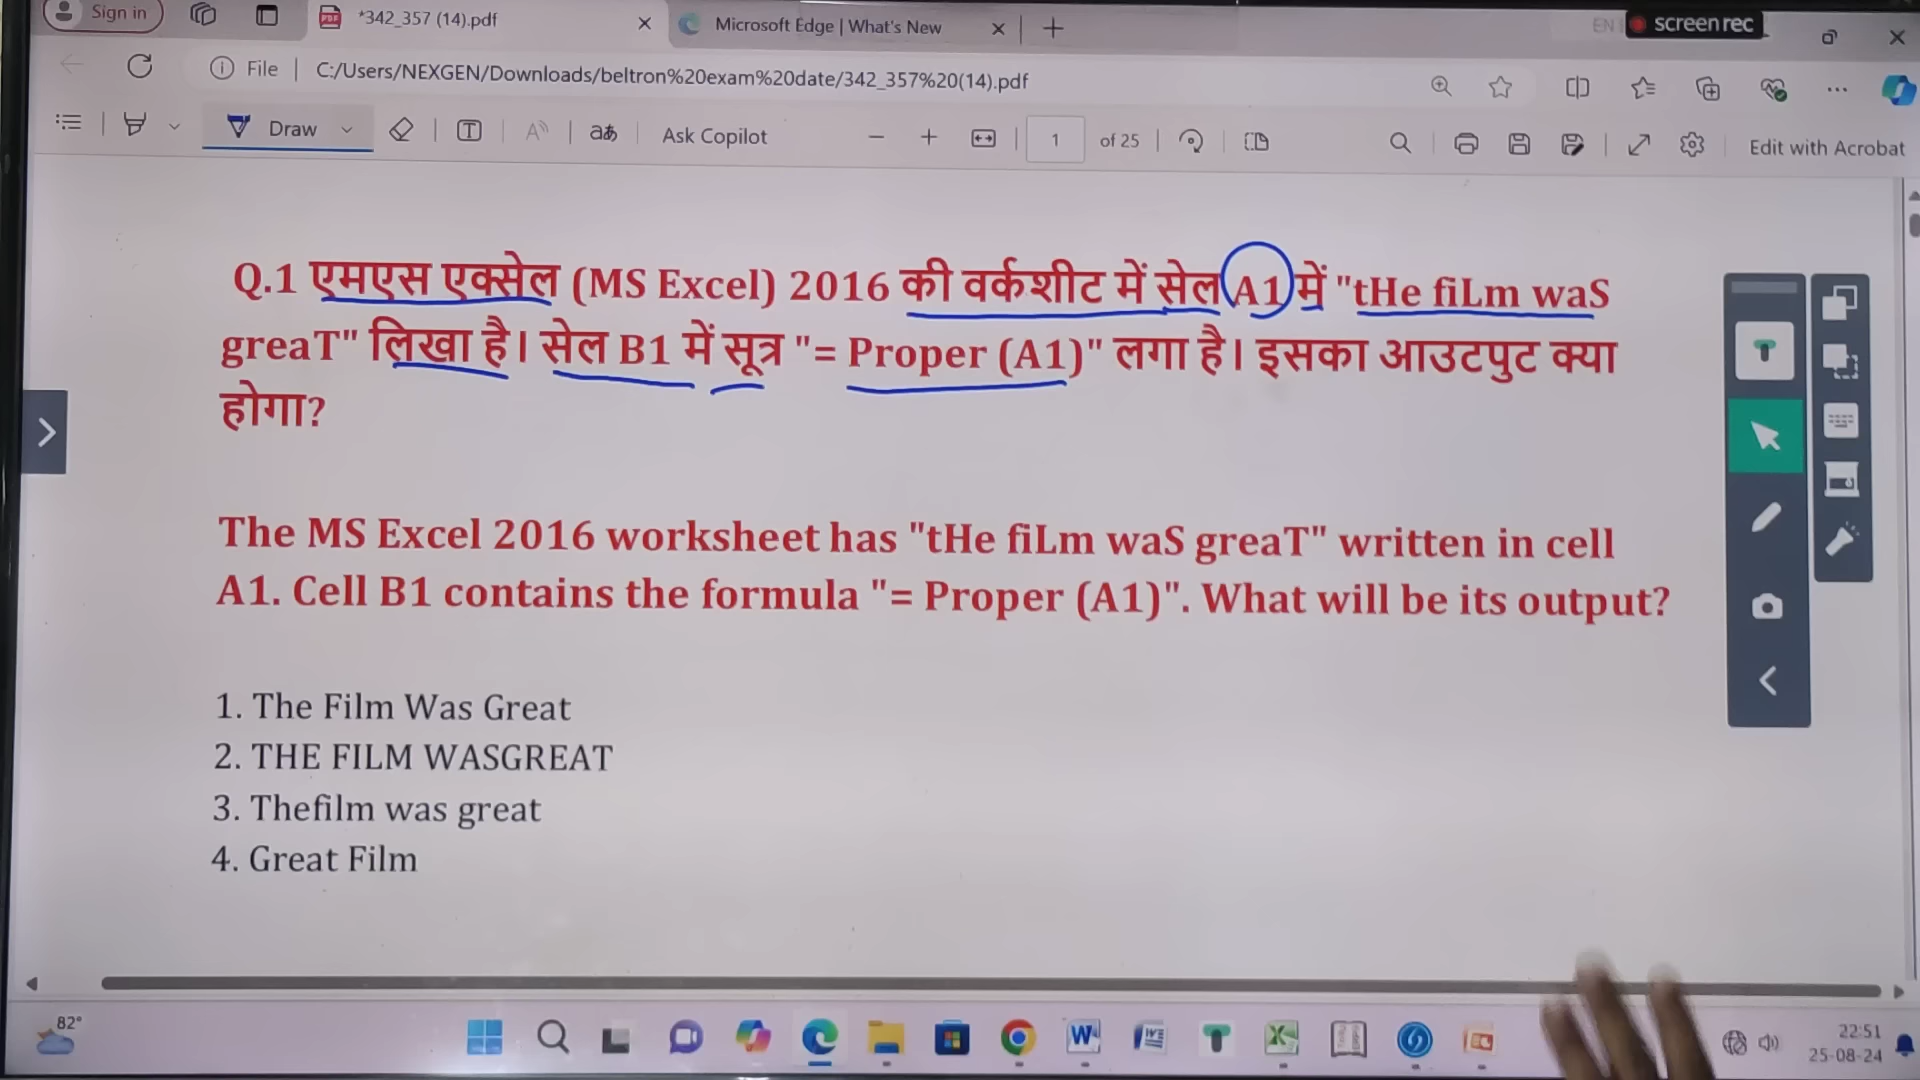 Sign in
*342_357 (14).pdf
Microsoft Edge | What's New
screen rec
File
C:/Users/NEXGEN/Downloads/beltron%20exam%20date/342_357%20(14).pdf
Draw
aあ
Ask Copilot
1
of 25
Edit with Acrobat
Q.1 एमएस एक्सेल (MS Excel) 2016 की वर्कशीट में सेल A1 में "tHe fiLm waS
greaT" लिखा है। सेल B1 में सूत्र "= Proper (A1)" लगा है। इसका आउटपुट क्या
होगा?
The MS Excel 2016 worksheet has "tHe fiLm waS greaT" written in cell
A1. Cell B1 contains the formula "= Proper (A1)". What will be its output?
1. The Film Was Great
2. THE FILM WASGREAT
3. Thefilm was great
4. Great Film
82°
22:51
25-08-24